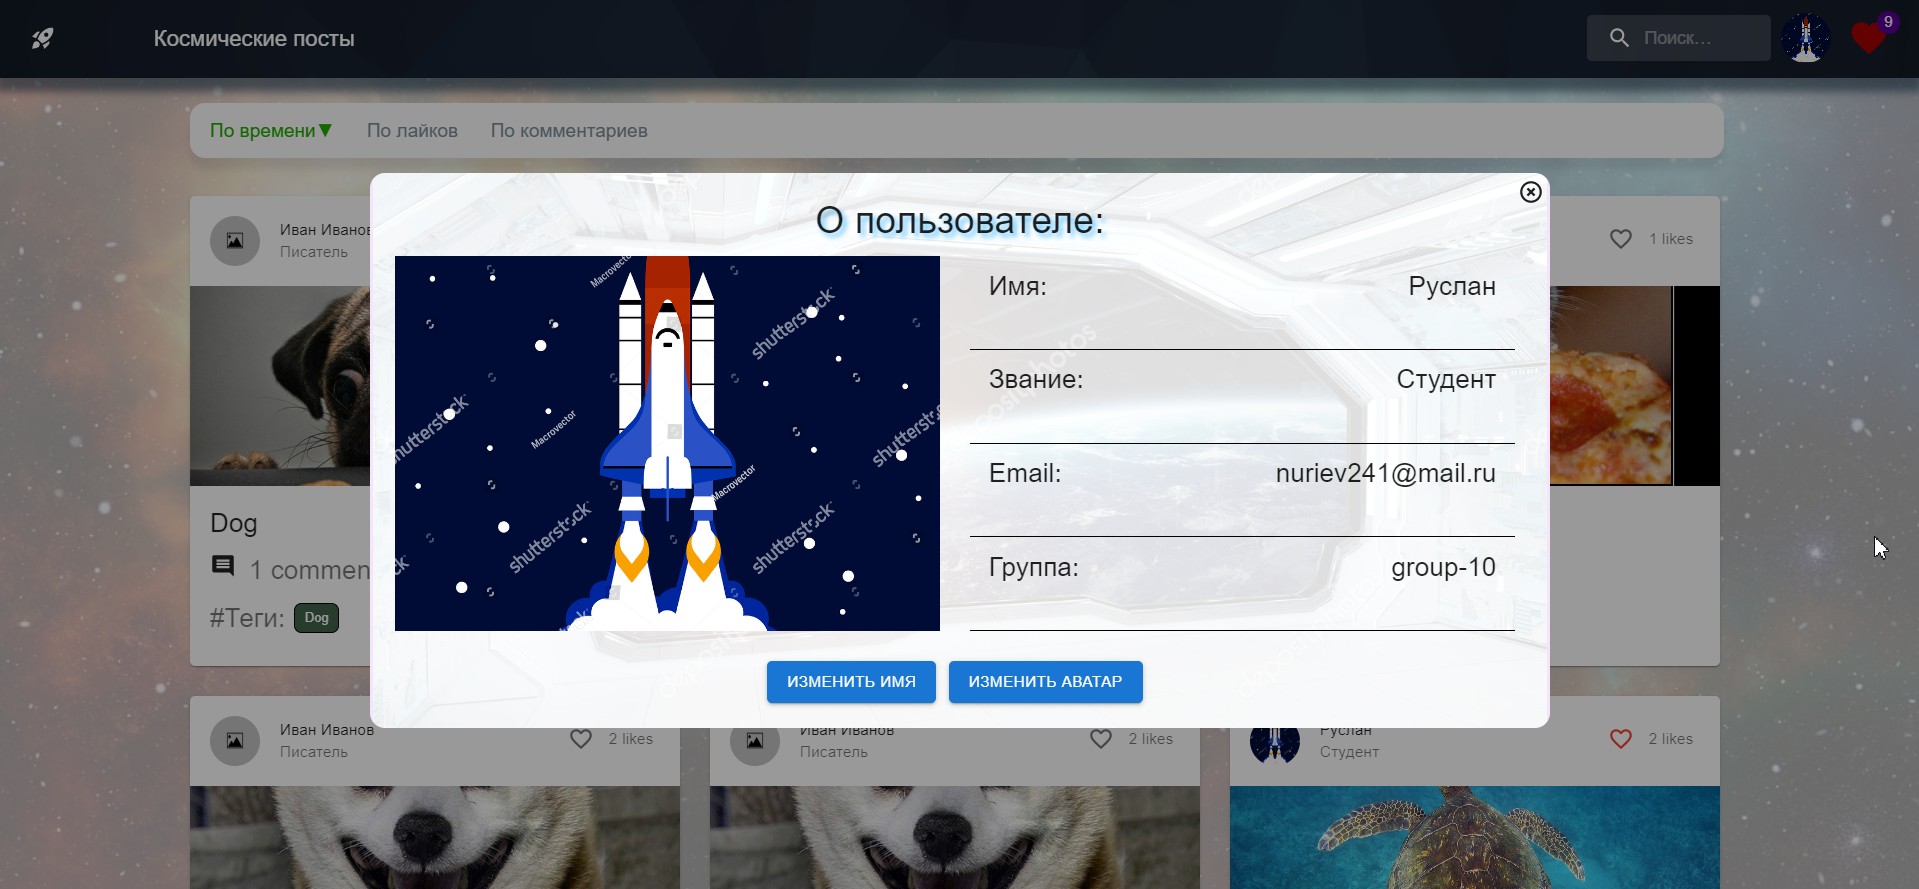 Космические посты
Поиск...
9
По времени▼ По лайков По комментариев
Иван Иванов
Писатель
1 likes
О пользователе:
Имя: Руслан
Звание: Студент
Email: nuriev241@mail.ru
Группа: group-10
shutterstock
Macrovector
shutterstock
Macrovector
shutterstock
Macrovector
shutterstock
shutterstock
Dog
1 commen
#Теги: Dog
ИЗМЕНИТЬ ИМЯ ИЗМЕНИТЬ АВАТАР
Иван Иванов
Писатель
2 likes
Иван Иванов
Писатель
2 likes
Руслан
Студент
2 likes